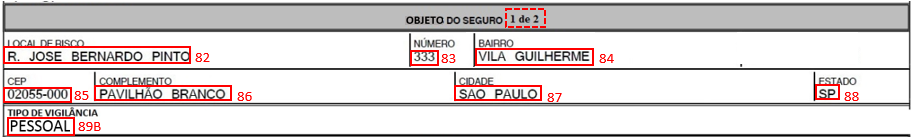 OBJETO DO SEGURO 1 de 2
LOCAL DE RISCO NÚMERO BAIRRO
R. JOSE BERNARDO PINTO 82 333 83 VILA GUILHERME 84
CEP COMPLEMENTO CIDADE ESTADO
02055-000 85 PAVILHÃO BRANCO 86 SAO PAULO 87 SP 88
TIPO DE VIGILÂNCIA
PESSOAL 89B